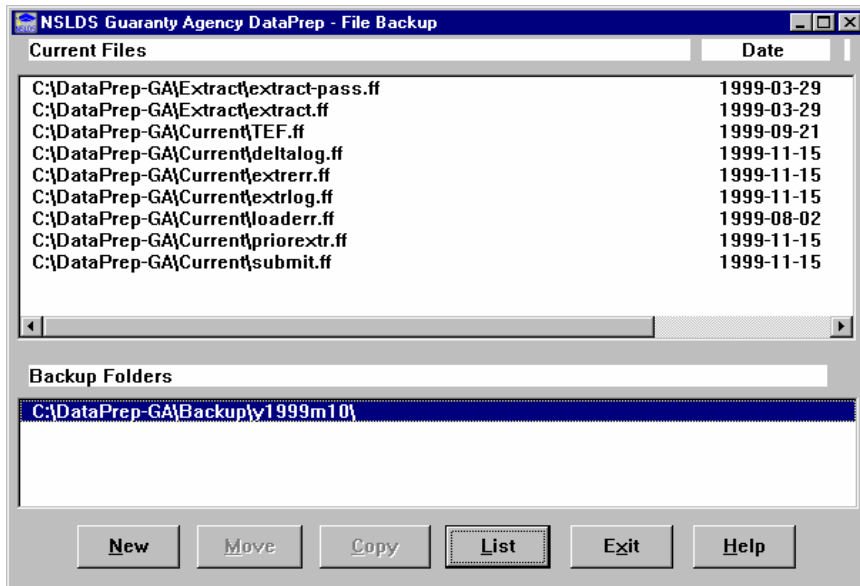 NSLDS Guaranty Agency DataPrep - File Backup
Current Files Date
C:\DataPrep-GA\Extract\extract-pass.ff 1999-03-29
C:\DataPrep-GA\Extract\extract.ff 1999-03-29
C:\DataPrep-GA\Current\TEF.ff 1999-09-21
C:\DataPrep-GA\Current\deltalog.ff 1999-11-15
C:\DataPrep-GA\Current\extrerr.ff 1999-11-15
C:\DataPrep-GA\Current\extrlog.ff 1999-11-15
C:\DataPrep-GA\Current\loaderr.ff 1999-08-02
C:\DataPrep-GA\Current\priorextr.ff 1999-11-15
C:\DataPrep-GA\Current\submit.ff 1999-11-15
Backup Folders
C:\DataPrep-GA\Backup\y1999m10\
New Move Copy List Exit Help